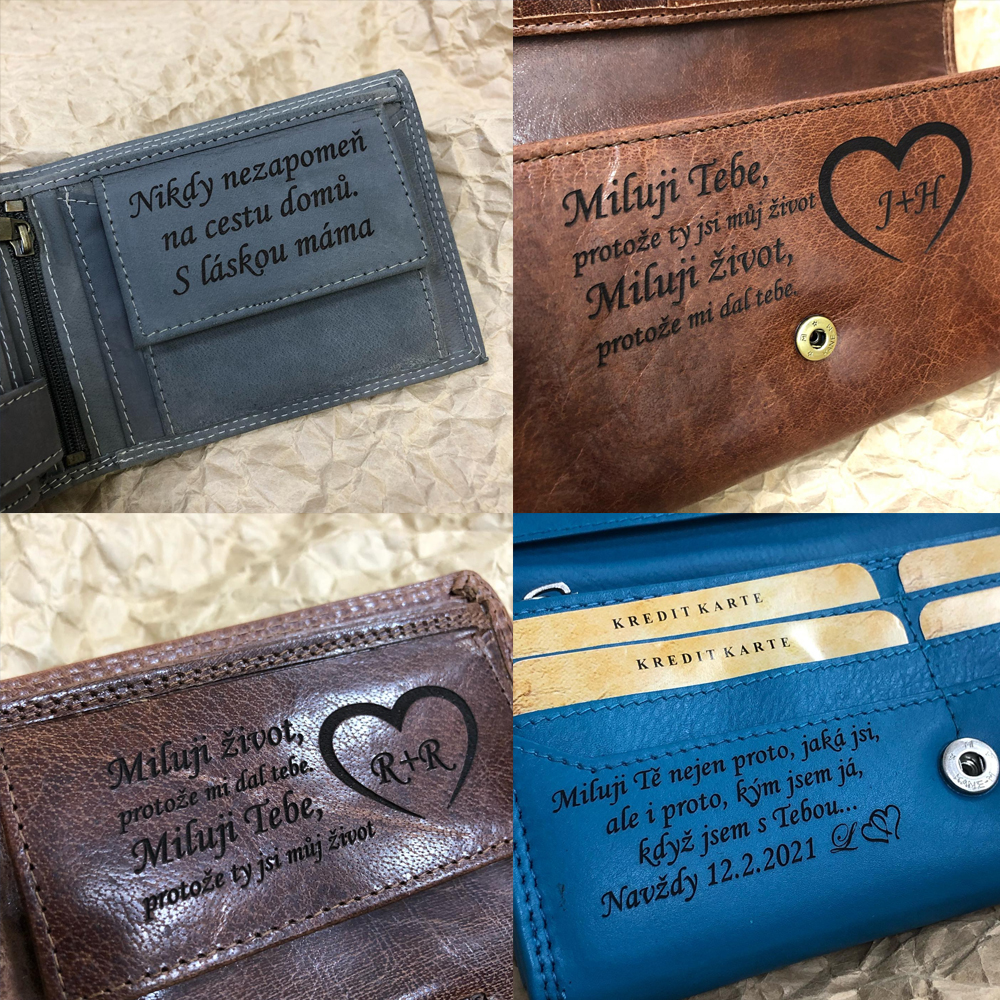 Nikdy nezapomeň
na cestu domů.
S láskou máma
Miluji Tebe,
protože ty jsi můj život
Miluji život,
protože mi dal tebe.
J+H
Miluji život,
protože mi dal tebe.
Miluji Tebe,
protože ty jsi můj život
R+R
KREDIT KARTE
KREDIT KARTE
Miluji Tě nejen proto, jaká jsi,
ale i proto, kým jsem já,
když jsem s Tebou...
Navždy 12.2.2021 L